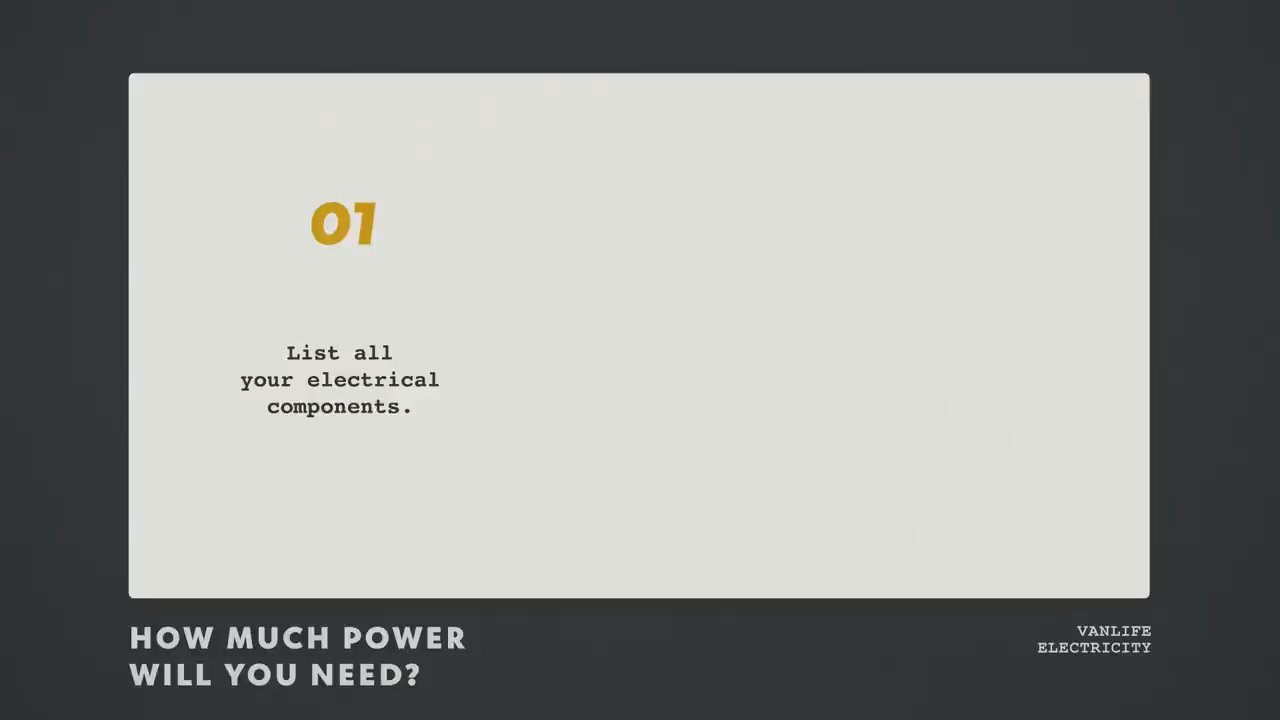 01
List all
your electrical
components.
HOW MUCH POWER
WILL YOU NEED?
VANLIFE
ELECTRICITY